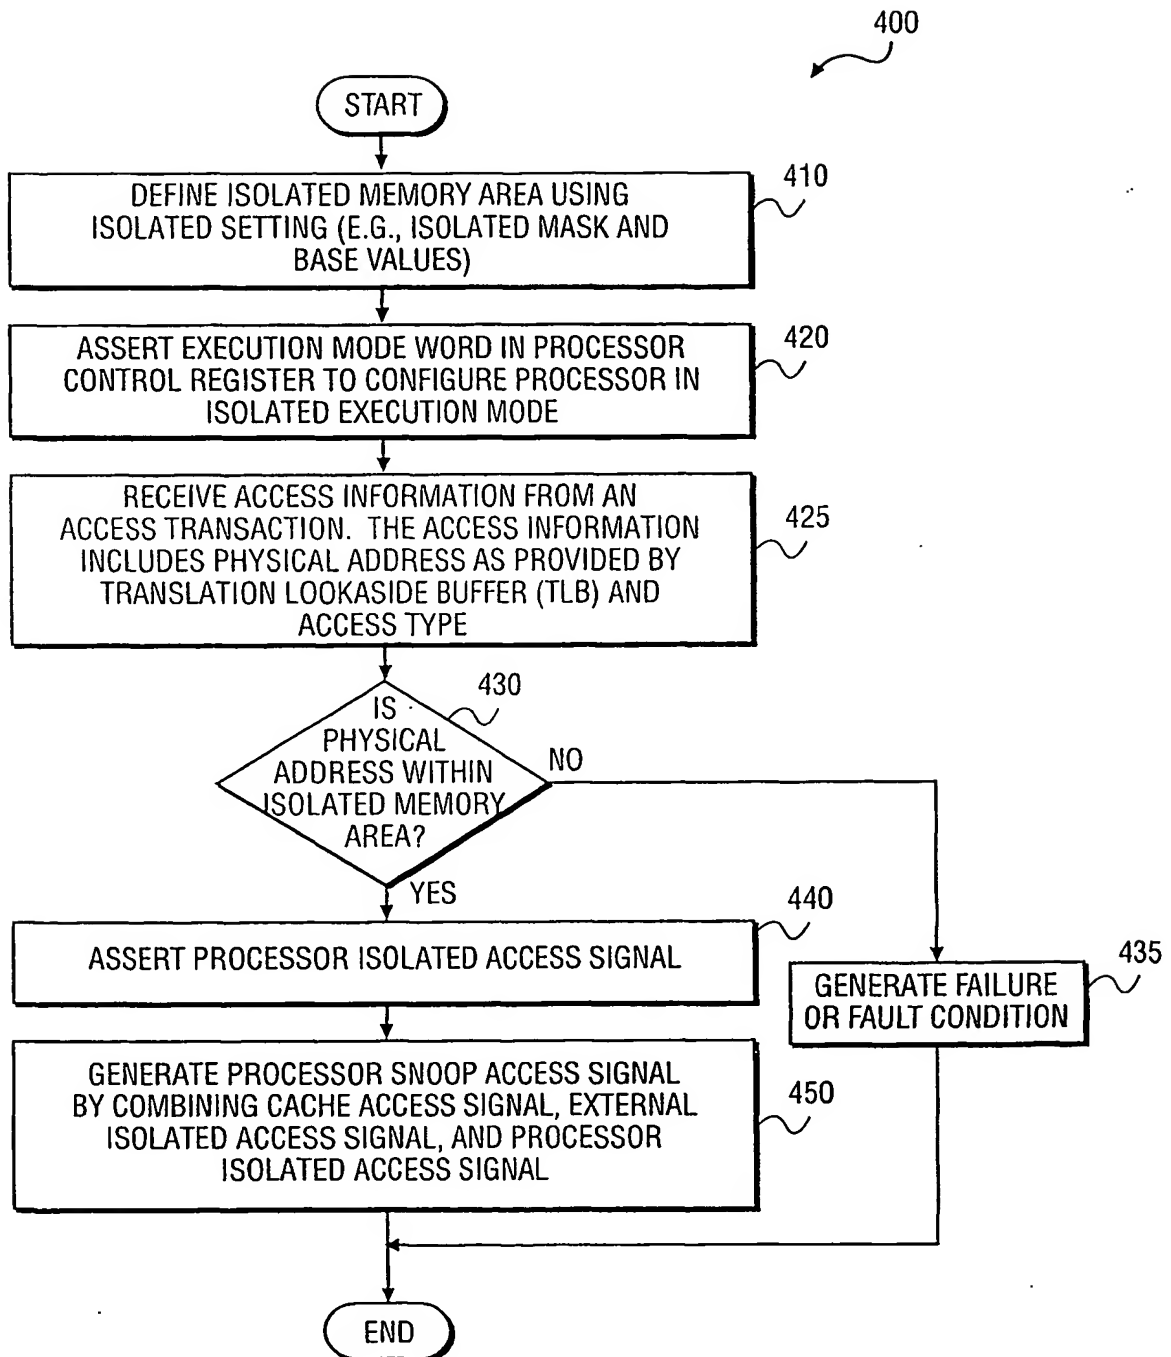 400
START
DEFINE ISOLATED MEMORY AREA USING
ISOLATED SETTING (E.G., ISOLATED MASK AND
BASE VALUES)
410
ASSERT EXECUTION MODE WORD IN PROCESSOR
CONTROL REGISTER TO CONFIGURE PROCESSOR IN
ISOLATED EXECUTION MODE
420
RECEIVE ACCESS INFORMATION FROM AN
ACCESS TRANSACTION. THE ACCESS INFORMATION
INCLUDES PHYSICAL ADDRESS AS PROVIDED BY
TRANSLATION LOOKASIDE BUFFER (TLB) AND
ACCESS TYPE
425
IS
PHYSICAL
ADDRESS WITHIN
ISOLATED MEMORY
AREA?
430
NO
YES
ASSERT PROCESSOR ISOLATED ACCESS SIGNAL
440
GENERATE FAILURE
OR FAULT CONDITION
435
GENERATE PROCESSOR SNOOP ACCESS SIGNAL
BY COMBINING CACHE ACCESS SIGNAL, EXTERNAL
ISOLATED ACCESS SIGNAL, AND PROCESSOR
ISOLATED ACCESS SIGNAL
450
END